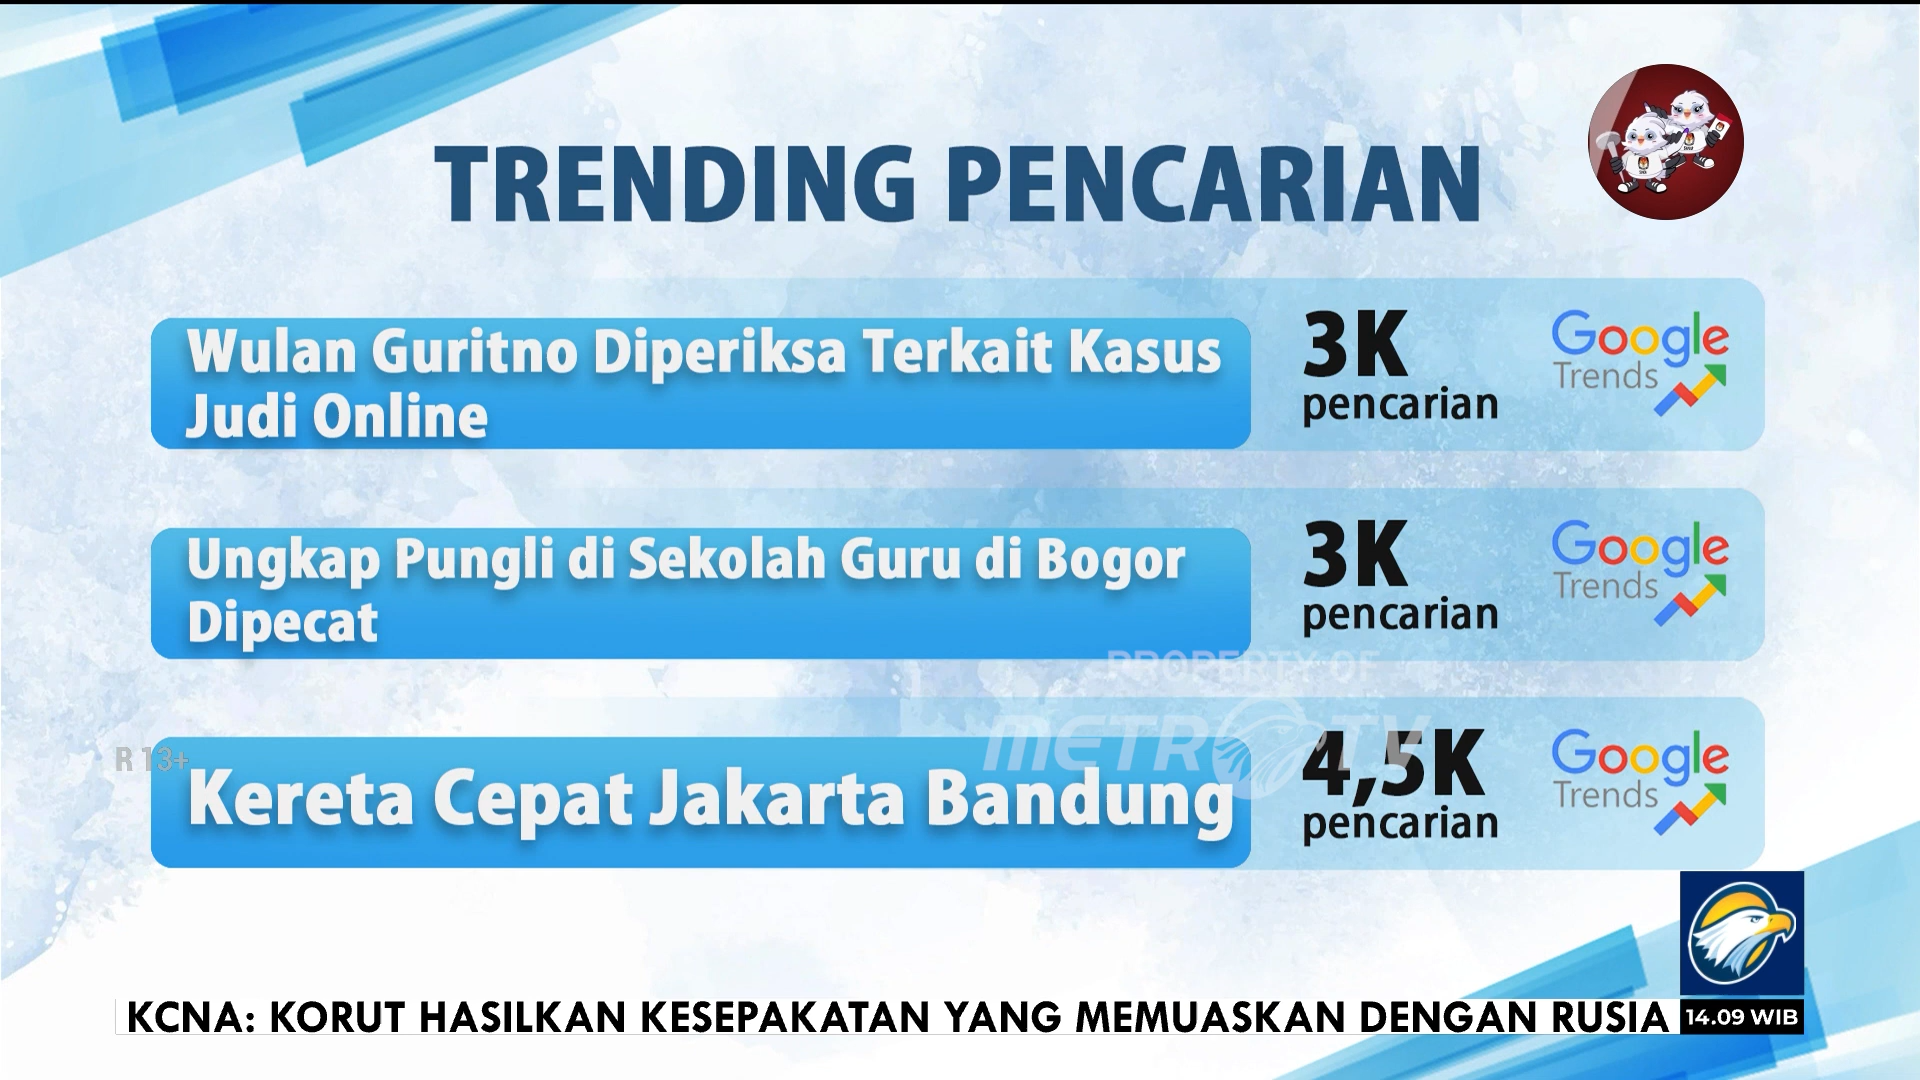 TRENDING PENCARIAN
Wulan Guritno Diperiksa Terkait Kasus
Judi Online
3K
pencarian
Google
Trends
Ungkap Pungli di Sekolah Guru di Bogor
Dipecat
3K
pencarian
Google
Trends
PROPERTY OF
METRO TV
R 13+
Kereta Cepat Jakarta Bandung
4,5K
pencarian
Google
Trends
KCNA: KORUT HASILKAN KESEPAKATAN YANG MEMUASKAN DENGAN RUSIA
14.09 WIB